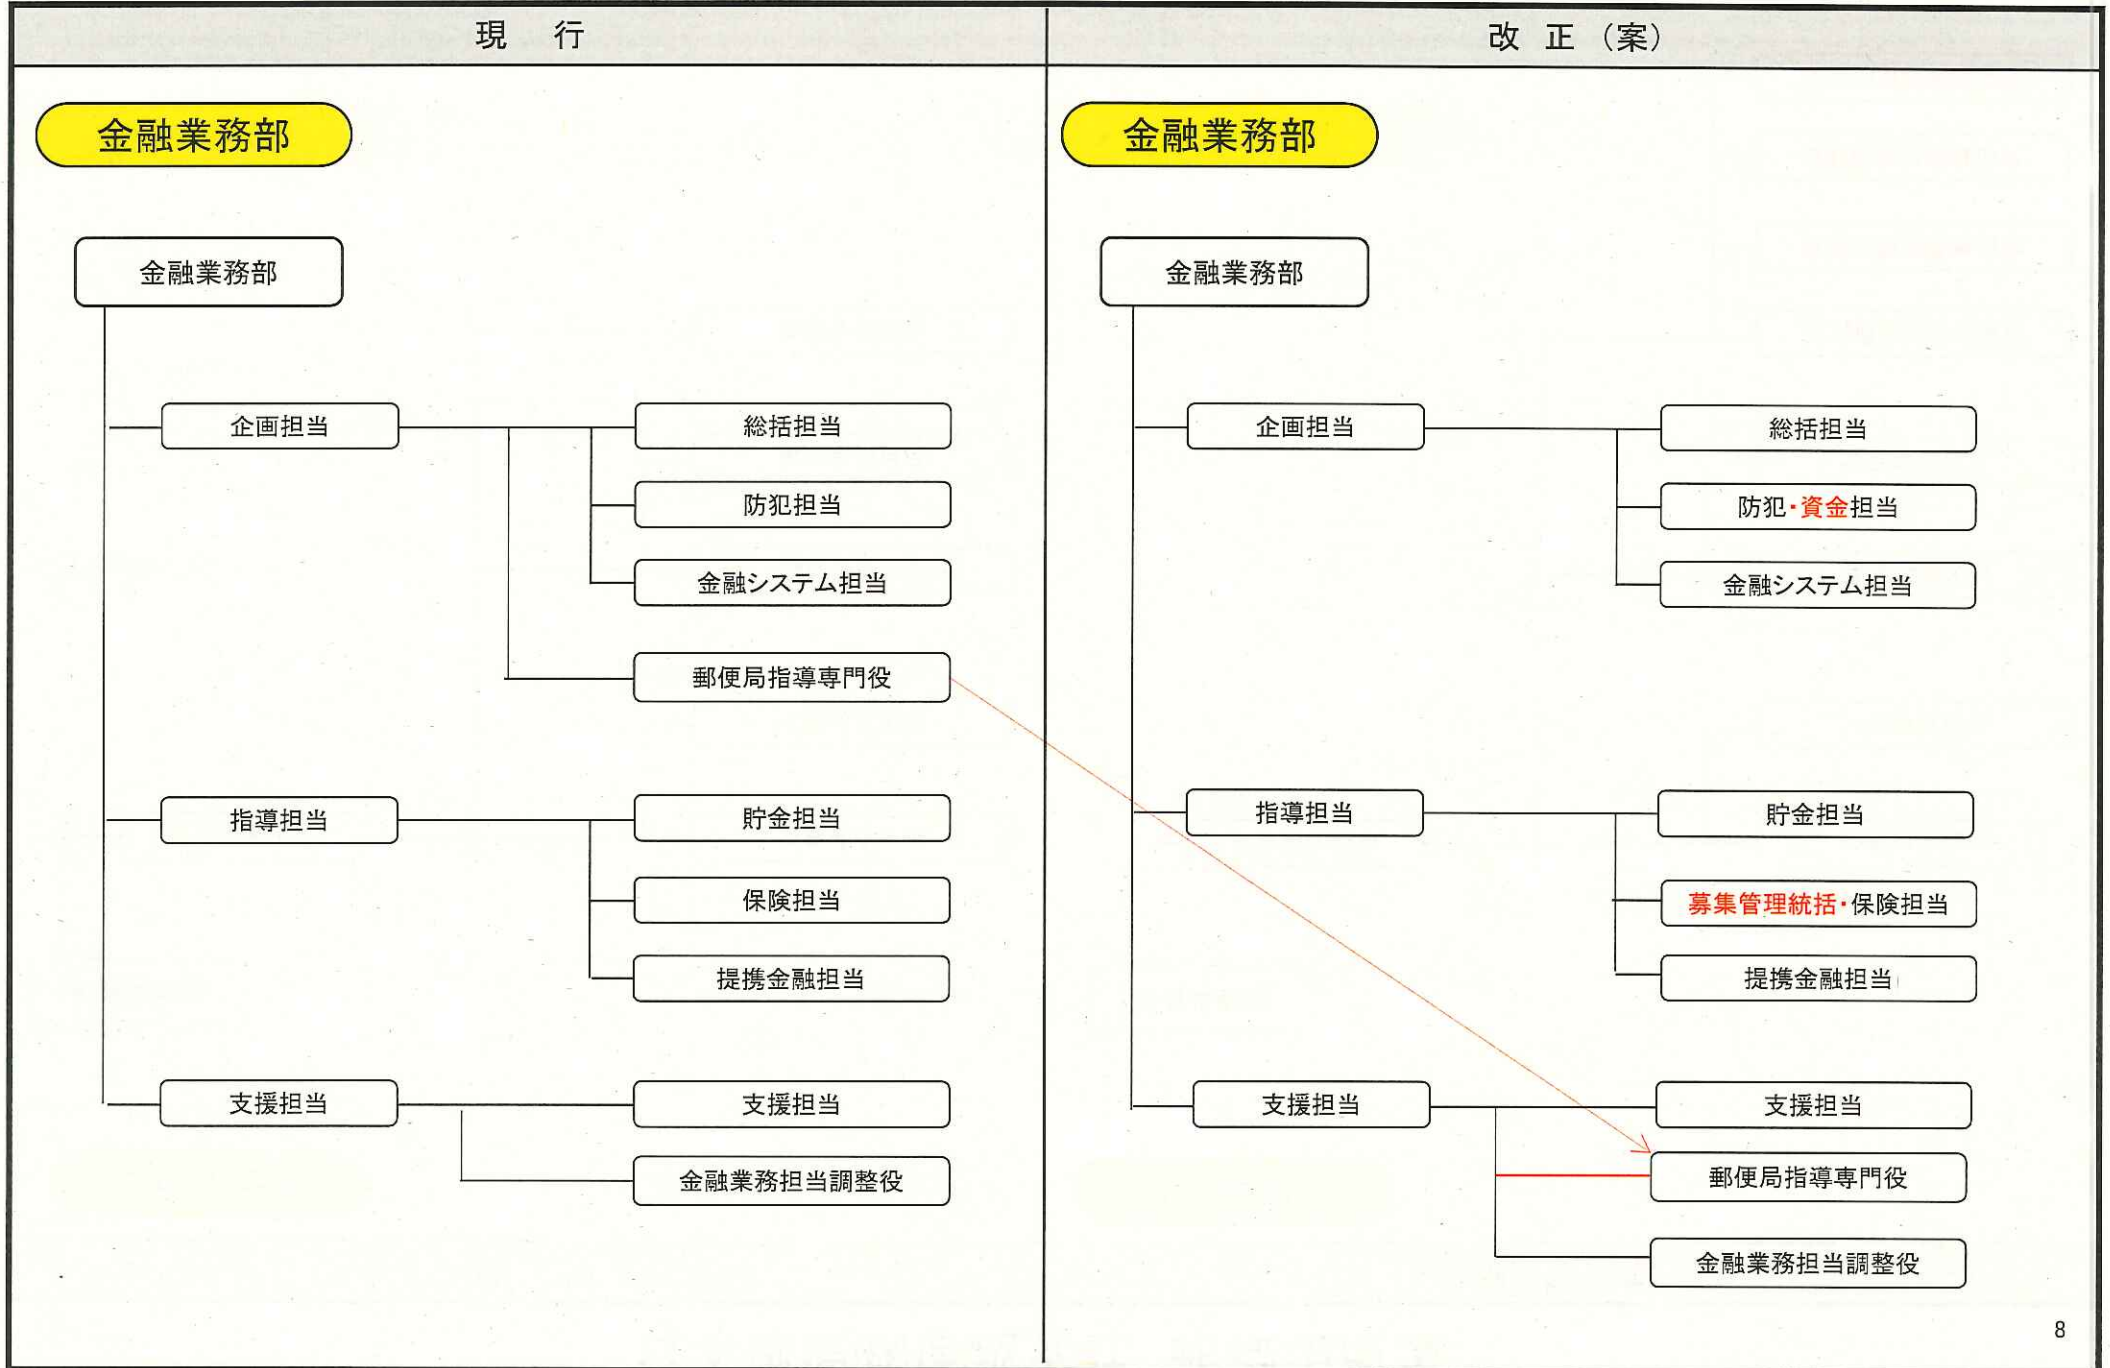 現 行
金融業務部
金融業務部
企画担当
総括担当
防犯担当
金融システム担当
郵便局指導専門役
指導担当
貯金担当
保険担当
提携金融担当
支援担当
支援担当
金融業務担当調整役
改 正（案）
金融業務部
金融業務部
企画担当
総括担当
防犯・資金担当
金融システム担当
指導担当
貯金担当
募集管理統括・保険担当
提携金融担当
支援担当
支援担当
郵便局指導専門役
金融業務担当調整役
8